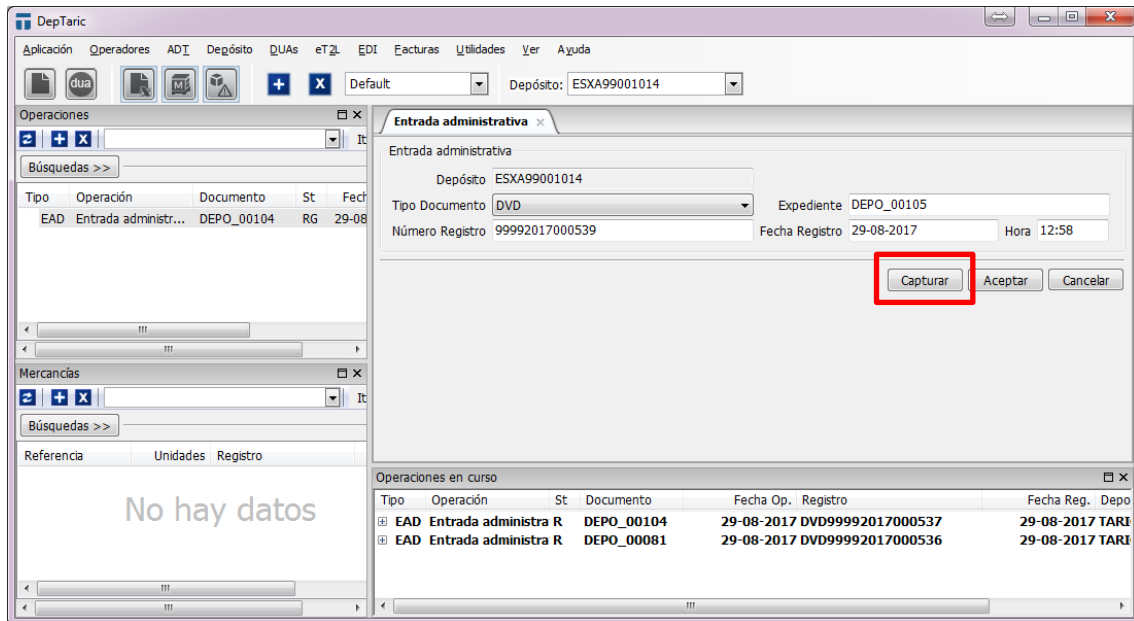 DepTaric
Aplicación Operadores ADT Depósito DUAs eT2L EDI Facturas Utilidades Ver Ayuda
dua M Default Depósito: ESXA99001014
Operaciones
It
Búsquedas >>
Tipo Operación Documento St Fech
EAD Entrada administr... DEPO_00104 RG 29-08
Mercancías
It
Búsquedas >>
Referencia Unidades Registro
No hay datos
Entrada administrativa
Entrada administrativa
Depósito ESXA99001014
Tipo Documento DVD Expediente DEPO_00105
Número Registro 99992017000539 Fecha Registro 29-08-2017 Hora 12:58
Capturar Aceptar Cancelar
Operaciones en curso
Tipo Operación St Documento Fecha Op. Registro Fecha Reg. Depo
EAD Entrada administra R DEPO_00104 29-08-2017 DVD99992017000537 29-08-2017 TARI
EAD Entrada administra R DEPO_00081 29-08-2017 DVD99992017000536 29-08-2017 TARI